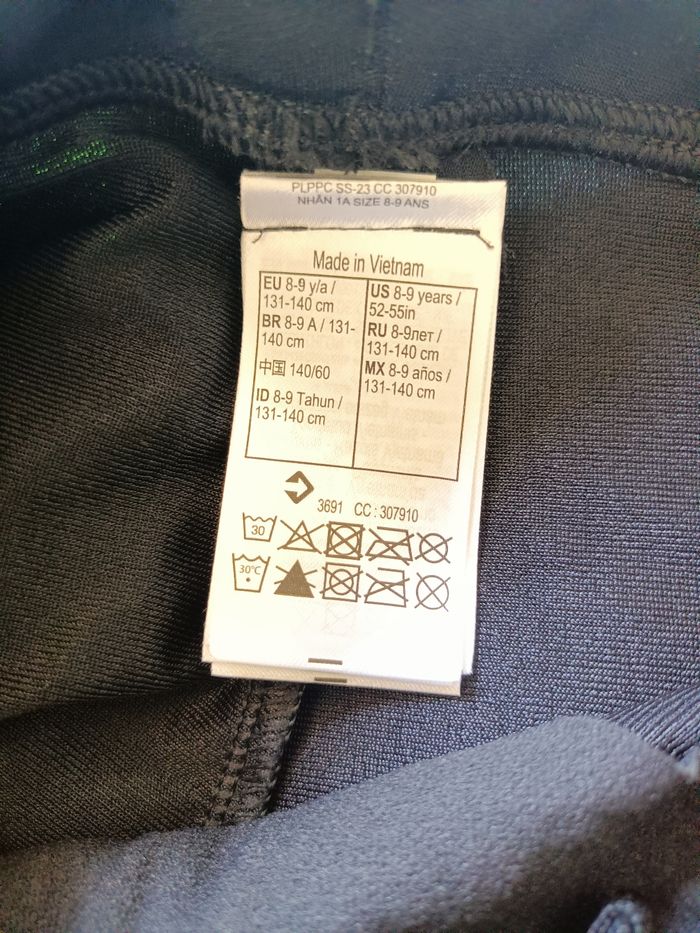 PLPPC SS-23 CC 307910
NHÃN 1A SIZE 8-9 ANS
Made in Vietnam
EU 8-9 y/a /
131-140 cm
BR 8-9 A / 131-
140 cm
中国 140/60
ID 8-9 Tahun /
131-140 cm
US 8-9 years /
52-55in
RU 8-9лет /
131-140 cm
MX 8-9 años /
131-140 cm
3691 CC : 307910
30
30°C